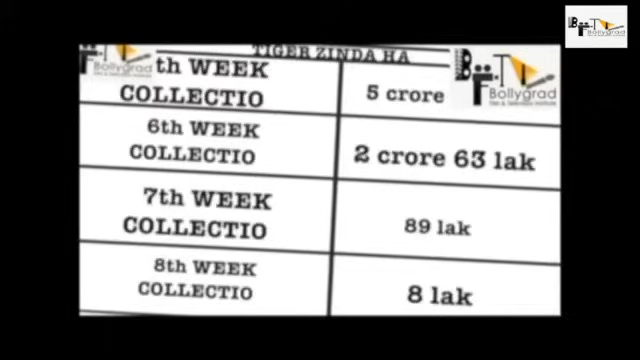 TIGER ZINDA HA
th WEEK
COLLECTIO
5 crore
6th WEEK
COLLECTIO
2 crore 63 lak
7th WEEK
COLLECTIO
89 lak
8th WEEK
COLLECTIO
8 lak
Bollygrad
Bollygrad
Bollygrad